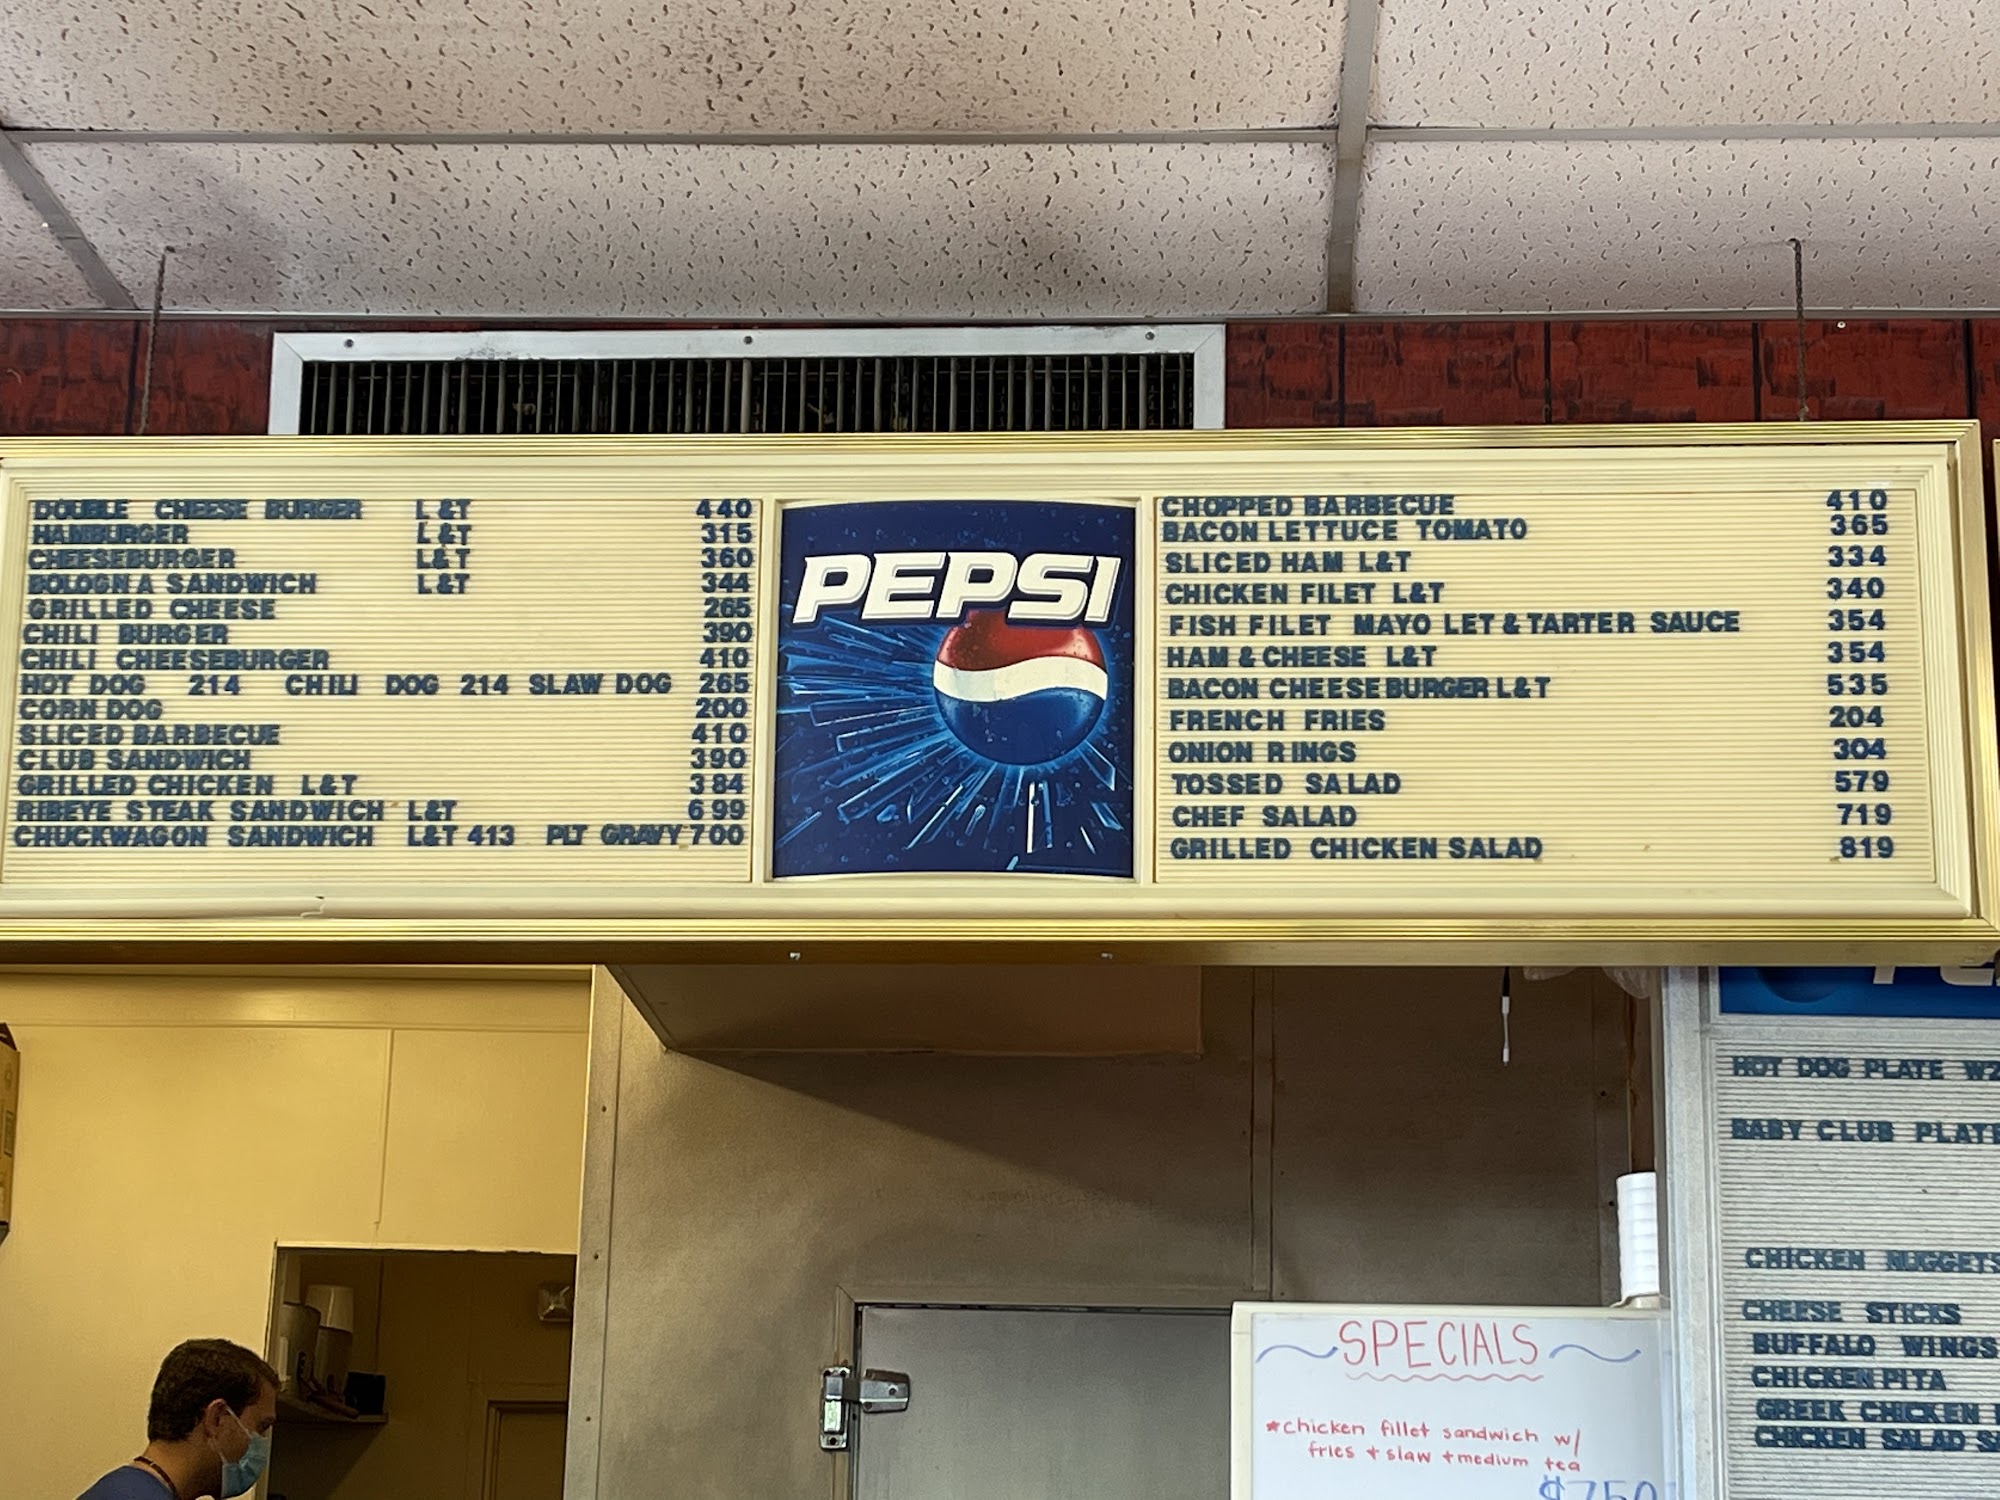 DOUBLE CHEESE BURGER L&T 440
HAMBURGER L&T 315
CHEESEBURGER L&T 360
BOLOGNA SANDWICH L&T 344
GRILLED CHEESE 265
CHILI BURGER 390
CHILI CHEESEBURGER 410
HOT DOG 214 CHILI DOG 214 SLAW DOG 265
CORN DOG 200
SLICED BARBECUE 410
CLUB SANDWICH 390
GRILLED CHICKEN L&T 384
RIBEYE STEAK SANDWICH L&T 699
CHUCKWAGON SANDWICH L&T 413 PLT GRAVY 700
PEPSI
CHOPPED BARBECUE 410
BACON LETTUCE TOMATO 365
SLICED HAM L&T 334
CHICKEN FILET L&T 340
FISH FILET MAYO LET & TARTER SAUCE 354
HAM & CHEESE L&T 354
BACON CHEESEBURGER L&T 535
FRENCH FRIES 204
ONION RINGS 304
TOSSED SALAD 579
CHEF SALAD 719
GRILLED CHICKEN SALAD 819
HOT DOG PLATE W2
BABY CLUB PLATE
CHICKEN NUGGETS
CHEESE STICKS
BUFFALO WINGS
CHICKEN PITA
GREEK CHICKEN
CHICKEN SALAD
SPECIALS
*chicken fillet sandwich w/
fries + slaw + medium tea
$750